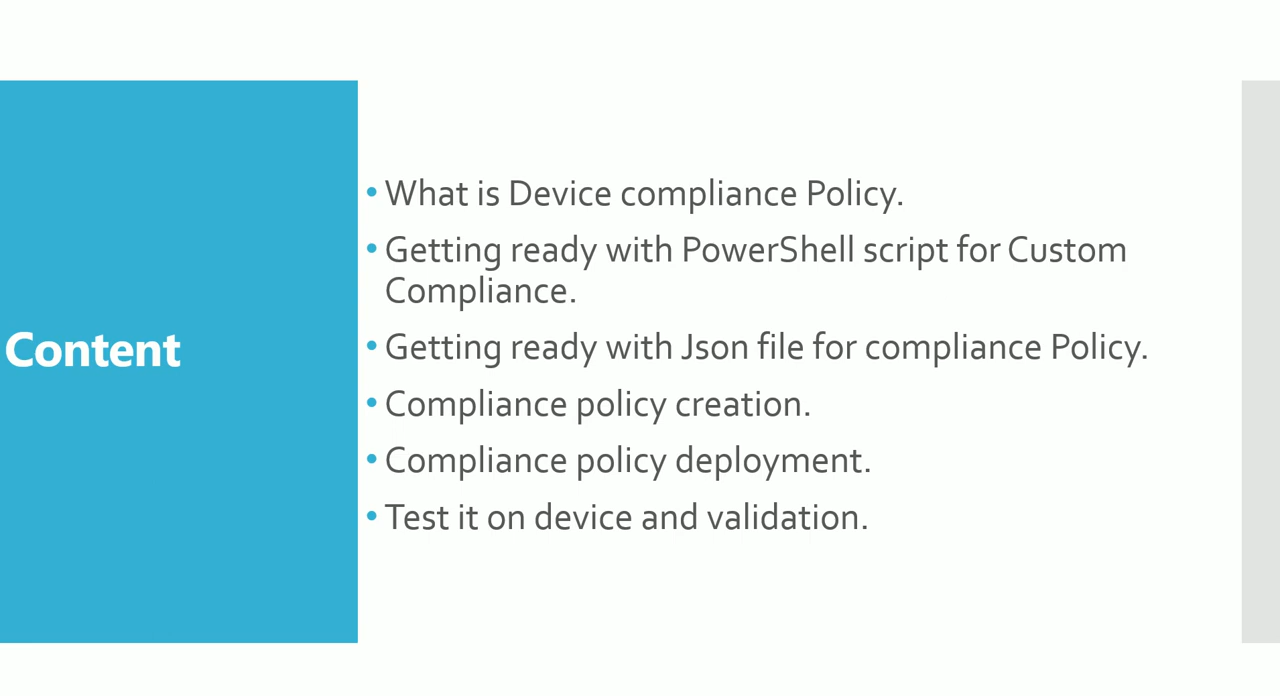 Content
• What is Device compliance Policy.
• Getting ready with PowerShell script for Custom
Compliance.
• Getting ready with Json file for compliance Policy.
• Compliance policy creation.
• Compliance policy deployment.
• Test it on device and validation.